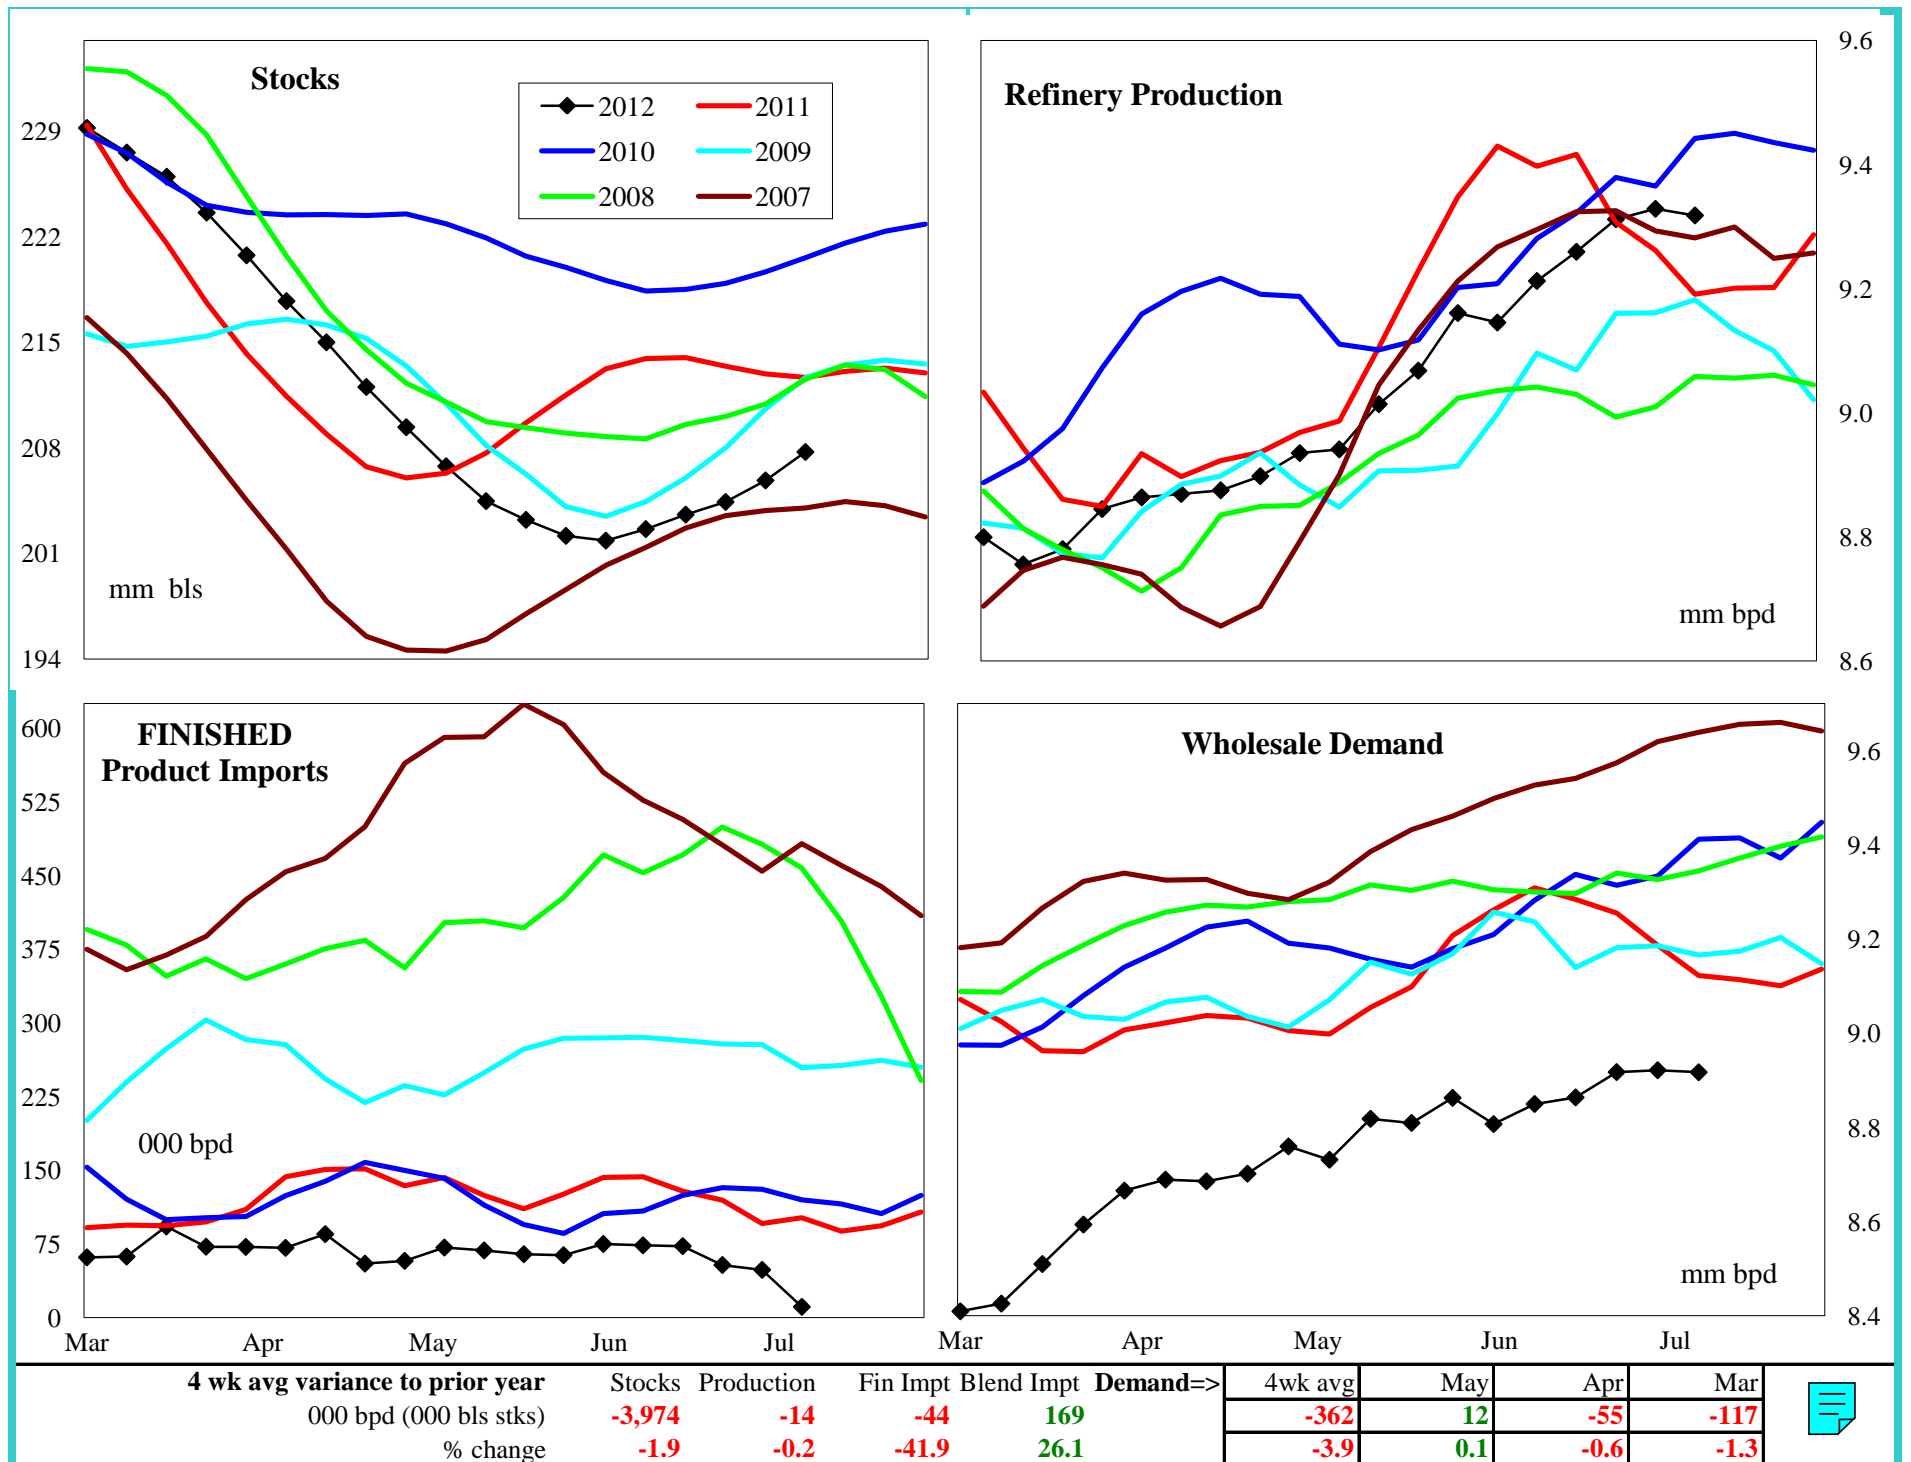 Stocks
2012 2011
2010 2009
2008 2007
229
222
215
208
201
194
mm bls
Refinery Production
9.6
9.4
9.2
9.0
8.8
8.6
mm bpd
FINISHED
Product Imports
600
525
450
375
300
225
150
75
0
000 bpd
Mar Apr May Jun Jul
Wholesale Demand
9.6
9.4
9.2
9.0
8.8
8.6
8.4
mm bpd
Mar Apr May Jun Jul
4 wk avg variance to prior year Stocks Production Fin Impt Blend Impt Demand=> 4wk avg May Apr Mar
000 bpd (000 bls stks) -3,974 -14 -44 169 -362 12 -55 -117
% change -1.9 -0.2 -41.9 26.1 -3.9 0.1 -0.6 -1.3